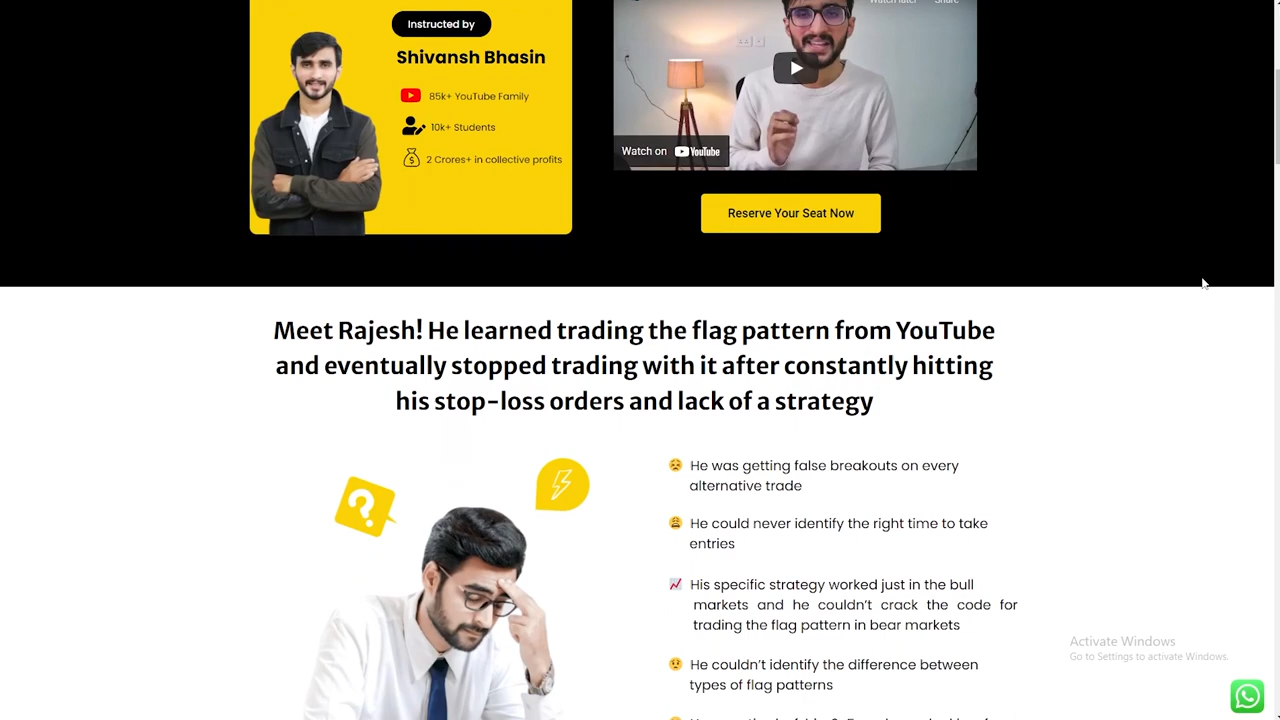 Watch later
Share
Instructed by
Shivansh Bhasin
85k+ YouTube Family
10k+ Students
2 Crores+ in collective profits
Watch on YouTube
Reserve Your Seat Now
Meet Rajesh! He learned trading the flag pattern from YouTube
and eventually stopped trading with it after constantly hitting
his stop-loss orders and lack of a strategy
He was getting false breakouts on every
alternative trade
He could never identify the right time to take
entries
His specific strategy worked just in the bull
markets and he couldn't crack the code for
trading the flag pattern in bear markets
He couldn't identify the difference between
types of flag patterns
Activate Windows
Go to Settings to activate Windows.